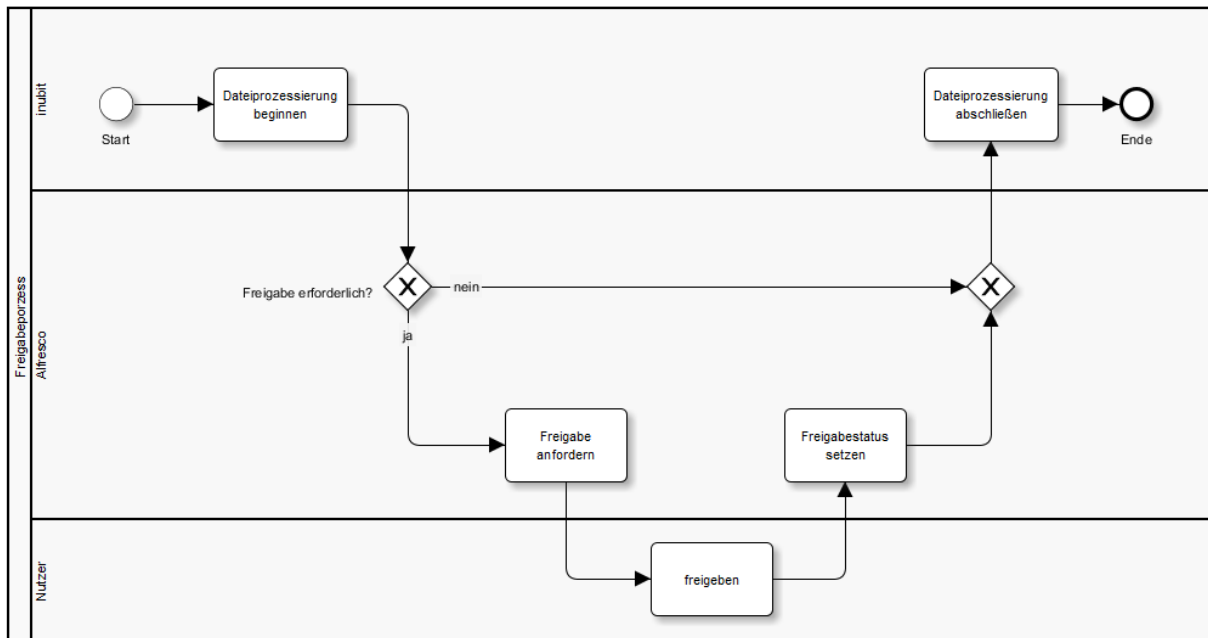 Freigabeporzess
inubit
Start
Dateiprozessierung
beginnen
Dateiprozessierung
abschließen
Ende
Alfresco
Freigabe erforderlich?
X
nein
X
ja
Freigabe
anfordern
Freigabestatus
setzen
Nutzer
freigeben